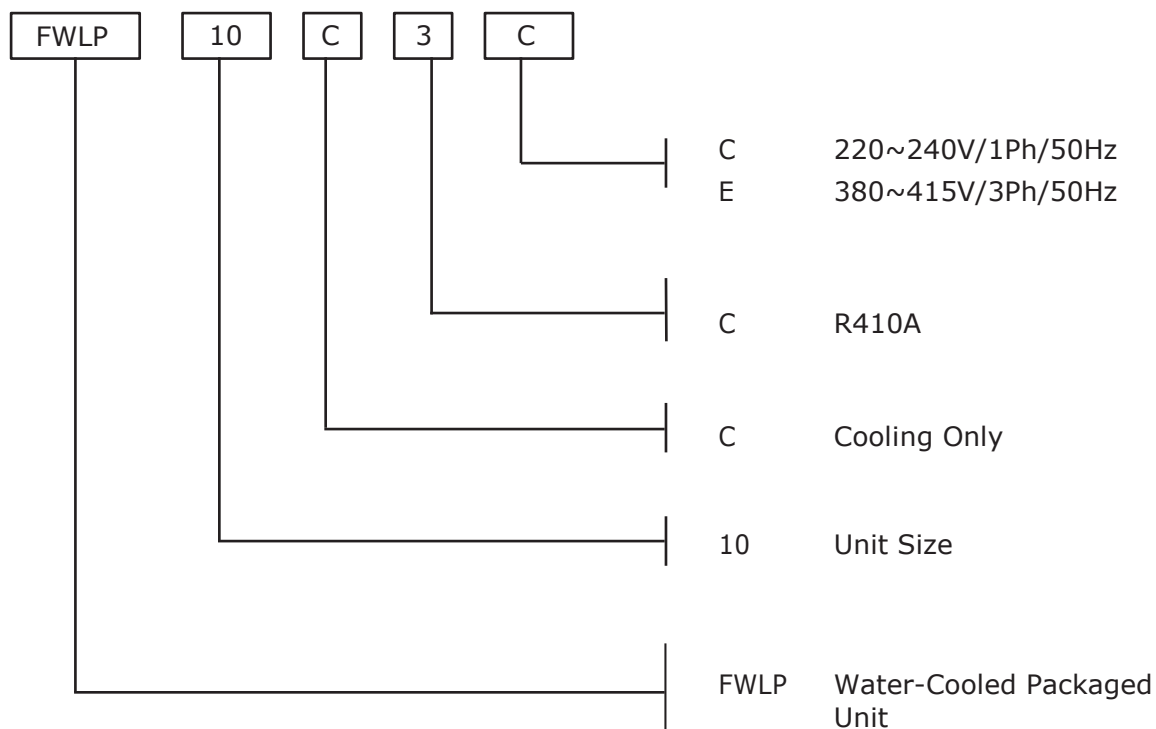 FWLP 10 C 3 C
C 220~240V/1Ph/50Hz
E 380~415V/3Ph/50Hz
C R410A
C Cooling Only
10 Unit Size
FWLP Water-Cooled Packaged
Unit